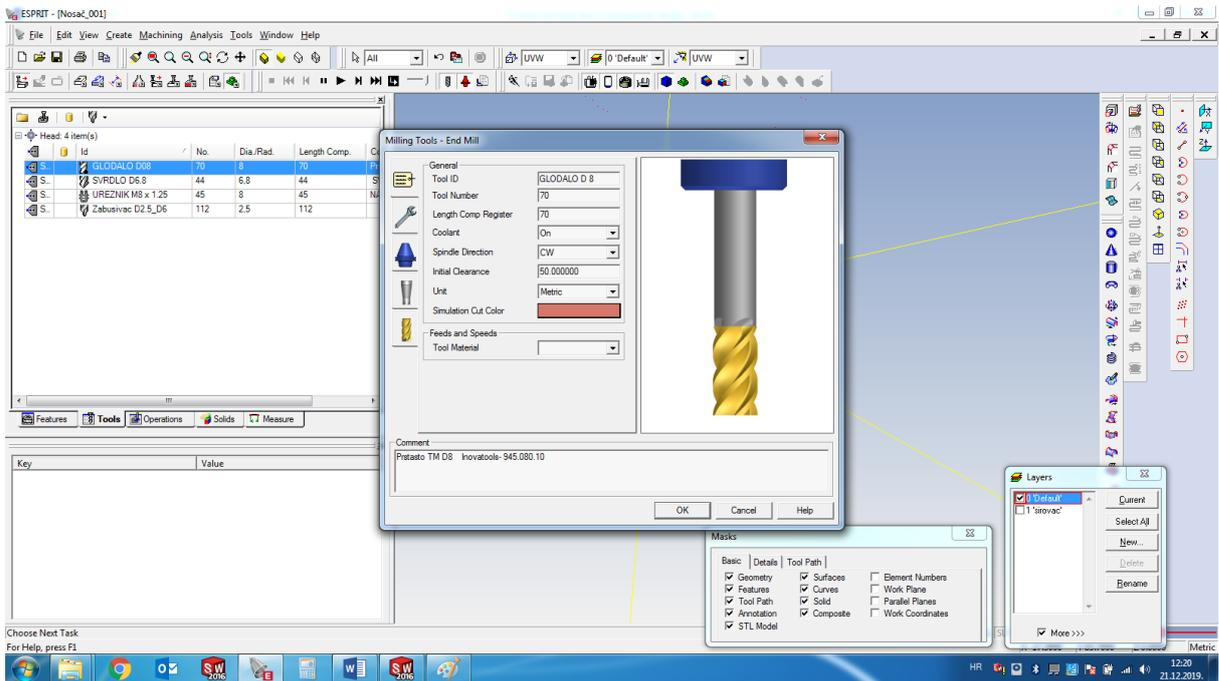 ESPRIT - [Nosač_001]
File Edit View Create Machining Analysis Tools Window Help
All UVW 0 'Default' UVW
Head: 4 item(s)
Id No. Dia./Rad. Length Comp.
S.. GLODALO D08 70 8 70
S.. SVRDLO D6.8 44 6,8 44
S.. UREZNIK M8 x 1.25 45 8 45
S.. Zabusivac D2.5_D6 112 2.5 112
Features Tools Operations Solids Measure
Key Value
Milling Tools - End Mill
General
Tool ID GLODALO D 8
Tool Number 70
Length Comp Register 70
Coolant On
Spindle Direction CW
Initial Clearance 50.000000
Unit Metric
Simulation Cut Color
Feeds and Speeds
Tool Material
Comment
Prstasto TM D8 Inovatools- 945.080.10
OK Cancel Help
Masks
Basic Details Tool Path
Geometry Surfaces Element Numbers
Features Curves Work Plane
Tool Path Solid Parallel Planes
Annotation Composite Work Coordinates
STL Model
Layers
0 'Default' Current
1 'sirovac'
Select All
New...
Delete
Rename
More >>>
Choose Next Task
For Help, press F1
Metric
HR 12:20
21.12.2019.